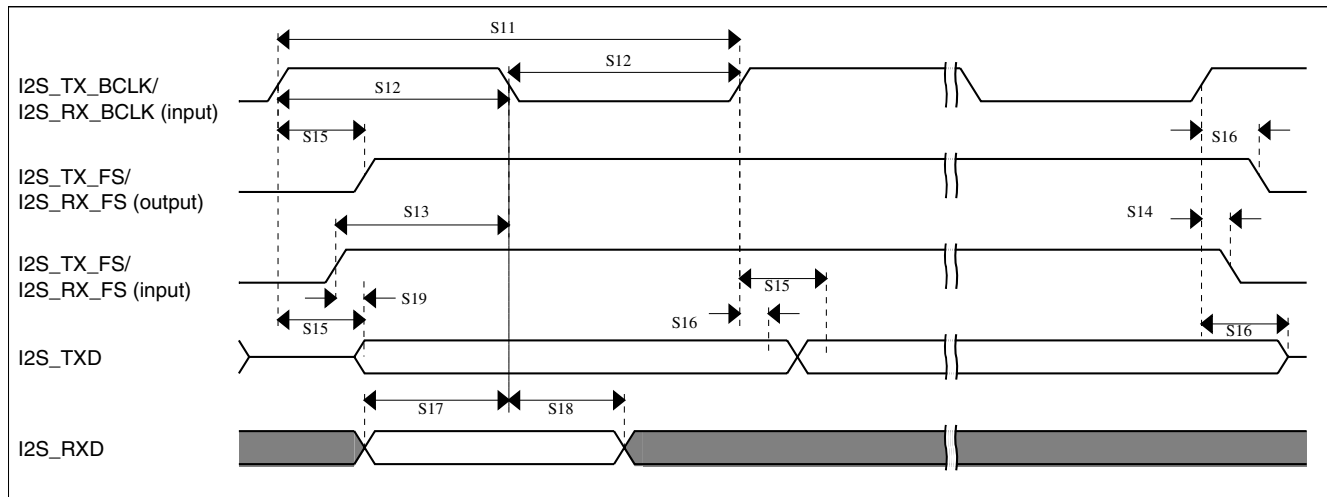 S11
I2S_TX_BCLK/
I2S_RX_BCLK (input)
S12
S12
S15
S16
I2S_TX_FS/
I2S_RX_FS (output)
S13
S14
I2S_TX_FS/
I2S_RX_FS (input)
S15
S19
S15
S16
S16
I2S_TXD
S17
S18
I2S_RXD